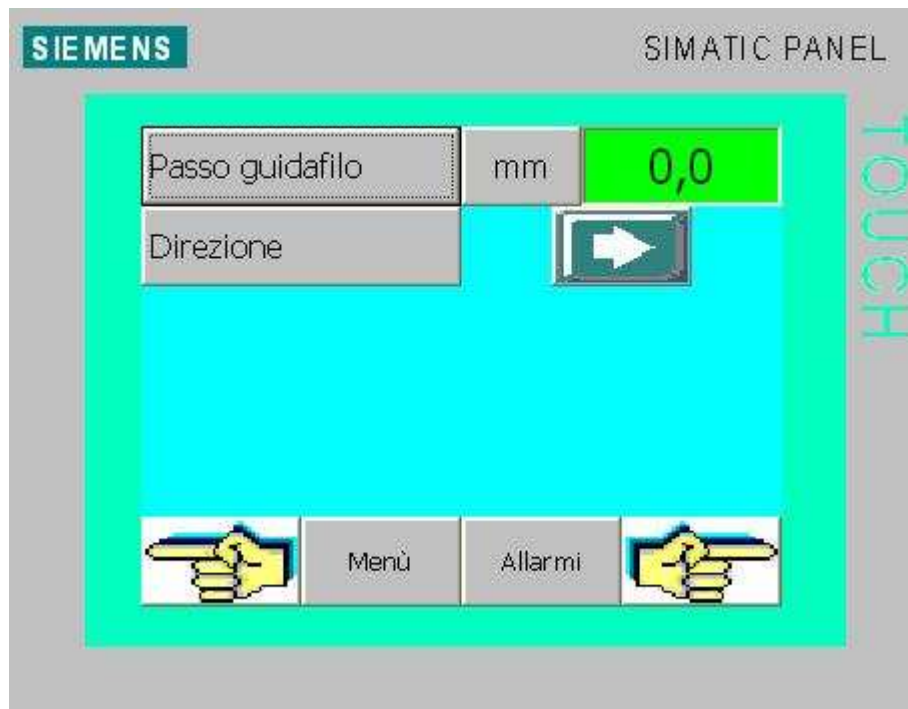 SIEMENS
SIMATIC PANEL
TOUCH
Passo guidafilo mm 0,0
Direzione
Menù Allarmi